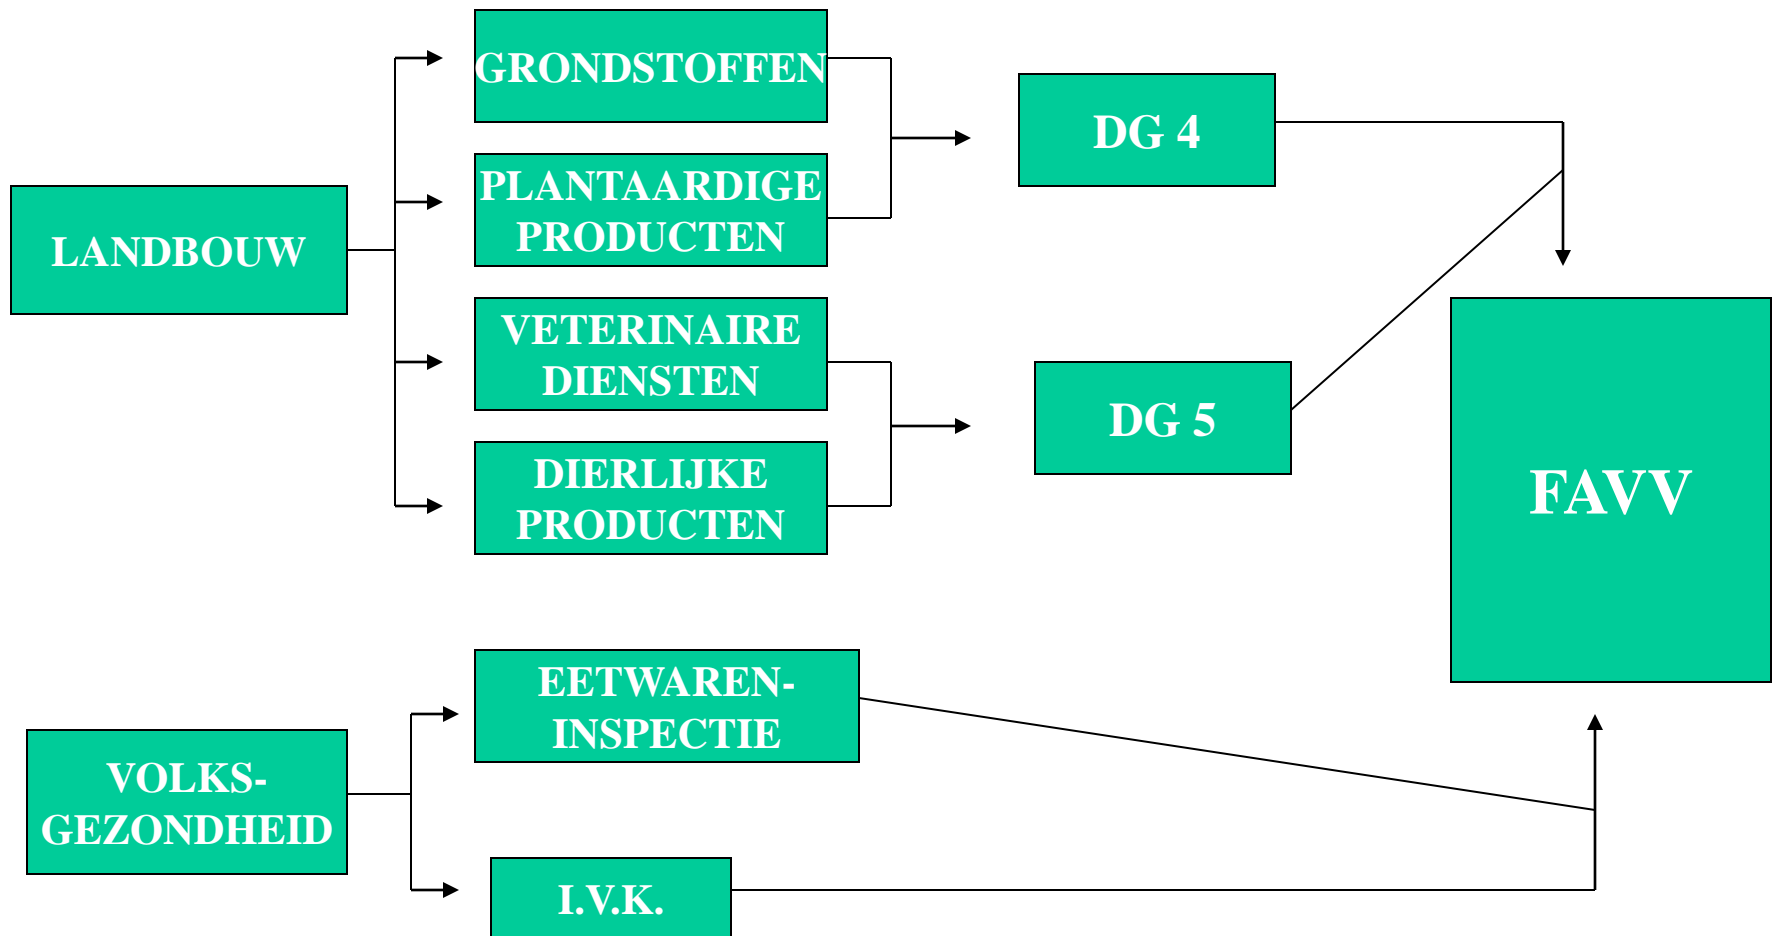 LANDBOUW
GRONDSTOFFEN
PLANTAARDIGE
PRODUCTEN
VETERINAIRE
DIENSTEN
DIERLIJKE
PRODUCTEN
DG 4
DG 5
FAVV
VOLKS-
GEZONDHEID
EETWAREN-
INSPECTIE
I.V.K.